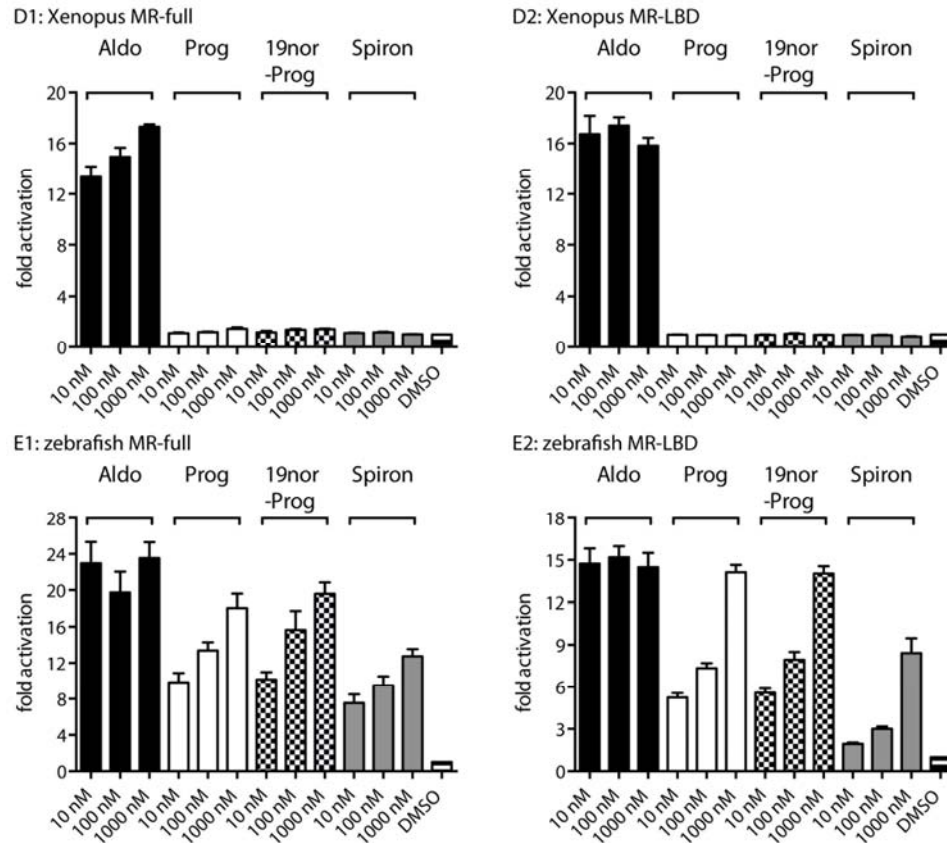 D1: Xenopus MR-full
Aldo Prog 19nor Spiron
-Prog
20
16
12
8
4
0
fold activation
10 nM 100 nM 1000 nM 10 nM 100 nM 1000 nM 10 nM 100 nM 1000 nM 10 nM 100 nM 1000 nM DMSO
D2: Xenopus MR-LBD
Aldo Prog 19nor Spiron
-Prog
20
16
12
8
4
0
fold activation
10 nM 100 nM 1000 nM 10 nM 100 nM 1000 nM 10 nM 100 nM 1000 nM 10 nM 100 nM 1000 nM DMSO
E1: zebrafish MR-full
Aldo Prog 19nor Spiron
-Prog
28
24
20
16
12
8
4
0
fold activation
10 nM 100 nM 1000 nM 10 nM 100 nM 1000 nM 10 nM 100 nM 1000 nM 10 nM 100 nM 1000 nM DMSO
E2: zebrafish MR-LBD
Aldo Prog 19nor Spiron
-Prog
18
15
12
9
6
3
0
fold activation
10 nM 100 nM 1000 nM 10 nM 100 nM 1000 nM 10 nM 100 nM 1000 nM 10 nM 100 nM 1000 nM DMSO